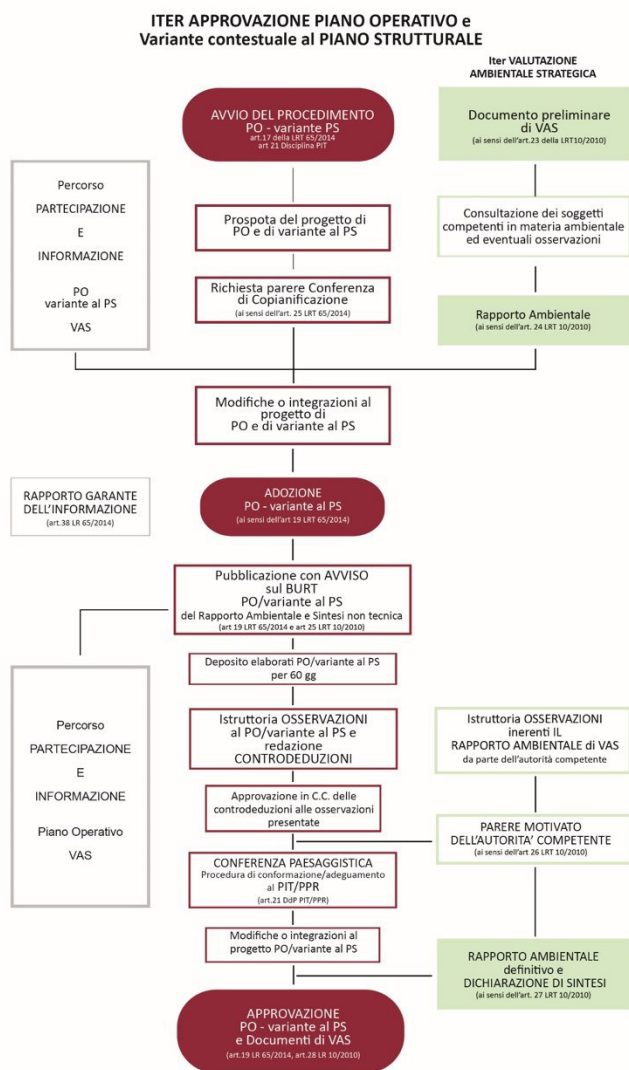 ITER APPROVAZIONE PIANO OPERATIVO e
Variante contestuale al PIANO STRUTTURALE
Iter VALUTAZIONE
AMBIENTALE STRATEGICA
AVVIO DEL PROCEDIMENTO
PO - variante PS
art.17 della LRT 65/2014
art 21 Disciplina PIT
Documento preliminare
di VAS
(ai sensi dell'art.23 della LRT10/2010)
Percorso
PARTECIPAZIONE
E
INFORMAZIONE
PO
variante al PS
VAS
Prospota del progetto di
PO e di variante al PS
Consultazione dei soggetti
competenti in materia ambientale
ed eventuali osservazioni
Richiesta parere Conferenza
di Copianificazione
(ai sensi dell'art. 25 LRT 65/2014)
Rapporto Ambientale
(ai sensi dell'art. 24 LRT 10/2010)
Modifiche o integrazioni al
progetto di
PO e di variante al PS
RAPPORTO GARANTE
DELL'INFORMAZIONE
(art.38 LR 65/2014)
ADOZIONE
PO - variante al PS
(ai sensi dell'art 19 LRT 65/2014)
Pubblicazione con AVVISO
sul BURT
PO/variante al PS
del Rapporto Ambientale e Sintesi non tecnica
(art 19 LRT 65/2014 e art 25 LRT 10/2010)
Deposito elaborati PO/variante al PS
per 60 gg
Percorso
PARTECIPAZIONE
E
INFORMAZIONE
Piano Operativo
VAS
Istruttoria OSSERVAZIONI
al PO/variante al PS e
redazione
CONTRODEDUZIONI
Istruttoria OSSERVAZIONI
inerenti IL
RAPPORTO AMBIENTALE di VAS
da parte dell'autorità competente
Approvazione in C.C. delle
controdeduzioni alle osservazioni
presentate
PARERE MOTIVATO
DELL'AUTORITA' COMPETENTE
(ai sensi dell'art 26 LRT 10/2010)
CONFERENZA PAESAGGISTICA
Procedura di conformazione/adeguamento
al PIT/PPR
(art.21 DdP PIT/PPR)
Modifiche o integrazioni al
progetto PO/variante al PS
RAPPORTO AMBIENTALE
definitivo e
DICHIARAZIONE DI SINTESI
(ai sensi dell'art. 27 LRT 10/2010)
APPROVAZIONE
PO - variante al PS
e Documenti di VAS
(art.19 LR 65/2014, art.28 LR 10/2010)